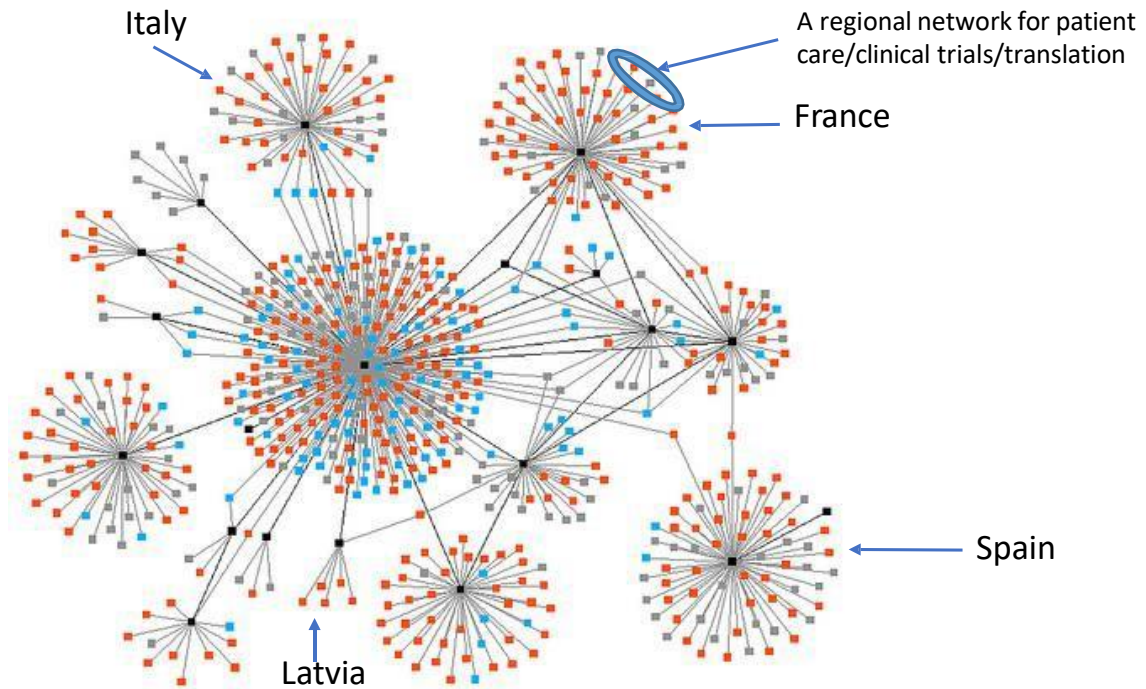 Italy
A regional network for patient
care/clinical trials/translation
France
Spain
Latvia